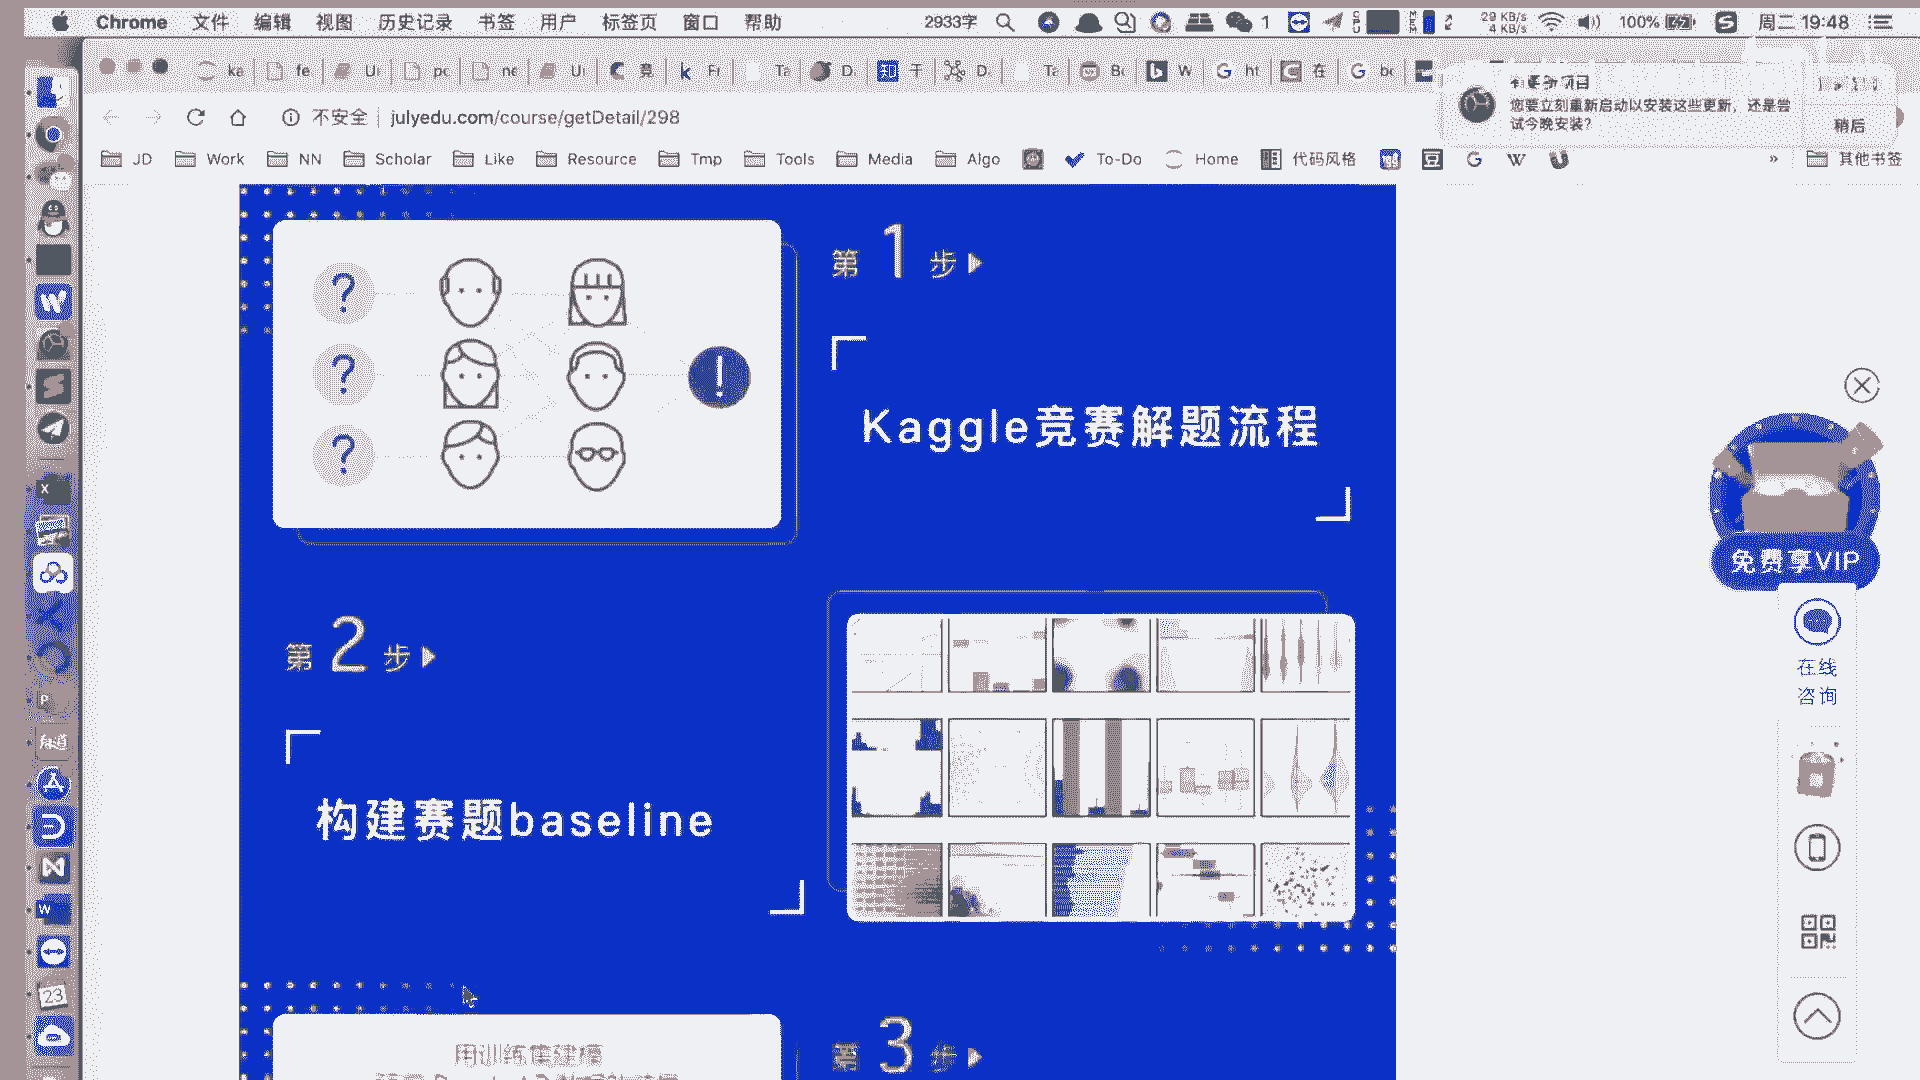 Chrome 文件 编辑 视图 历史记录 书签 用户 标签页 窗口 帮助 2933字 1 29 KB/s 4 KB/s 100% 周二 19:48
不安全 julyedu.com/course/getDetail/298
您要立刻重新启动以安装这些更新，还是尝
试今晚安装？
稍后
JD Work NN Scholar Like Resource Tmp Tools Media Algo To-Do Home 代码风格 其他书签
第 1 步
Kaggle竞赛解题流程
免费享VIP
在线
咨询
第 2 步
构建赛题baseline
第 3 步
用训练集建模